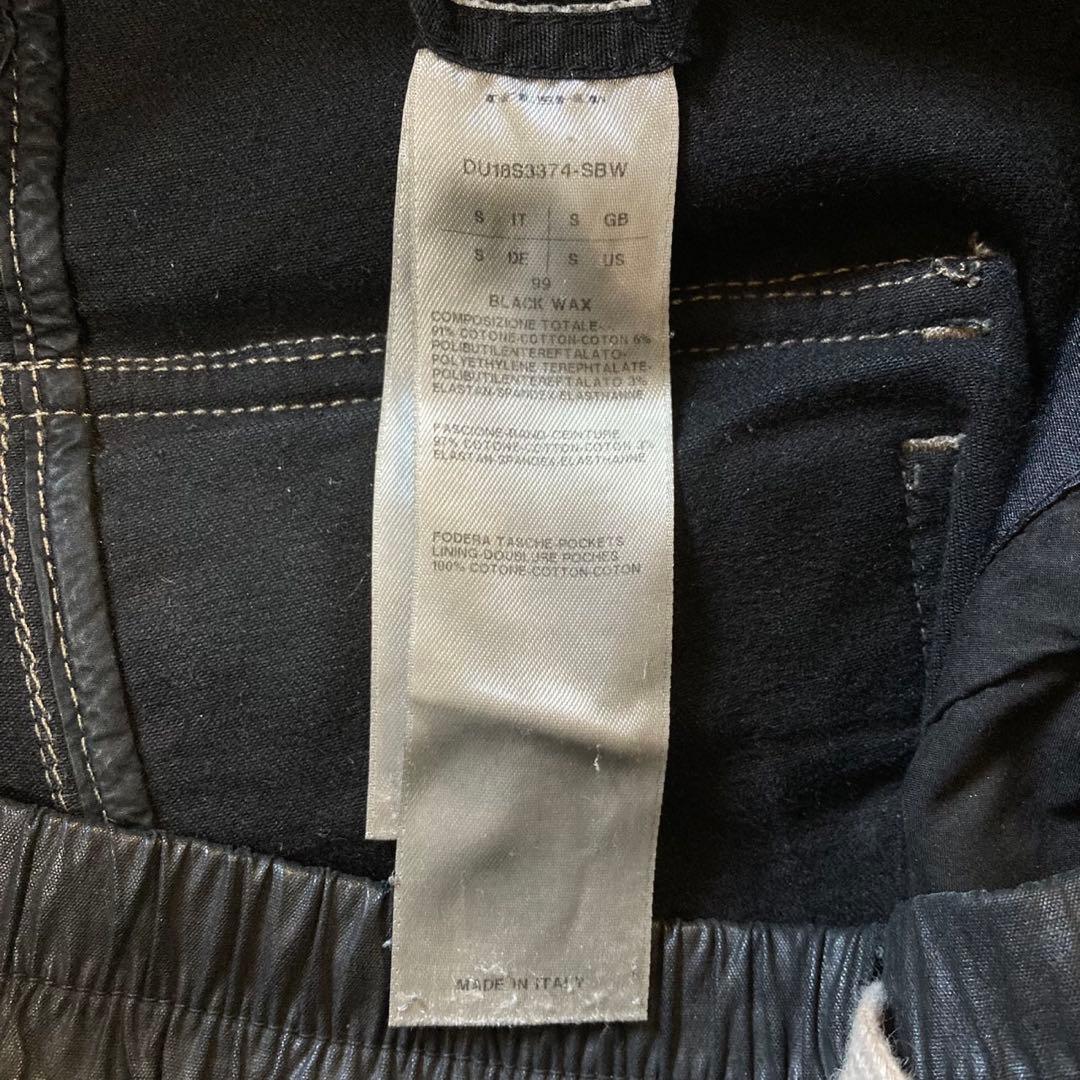 DU18S3374-SBW
S IT S GB
S DE S US
99
BLACK WAX
COMPOSIZIONE TOTALE-
91% COTONE-COTTON-COTON 6%
POLIBUTILENTEREFTALATO-
POLYETHYLENE TEREPHTALATE-
POLIBUTILENTEREFTALATO 3%
ELASTAN-SPANDEX-ELASTHANNE
FASCIONE-BAND-CEINTURE
97% COTONE-COTTON-COTON 3%
ELASTAN-SPANDEX-ELASTHANNE
FODERA TASCHE-POCKETS
LINING-DOUBLURE POCHES
100% COTONE-COTTON-COTON
MADE IN ITALY